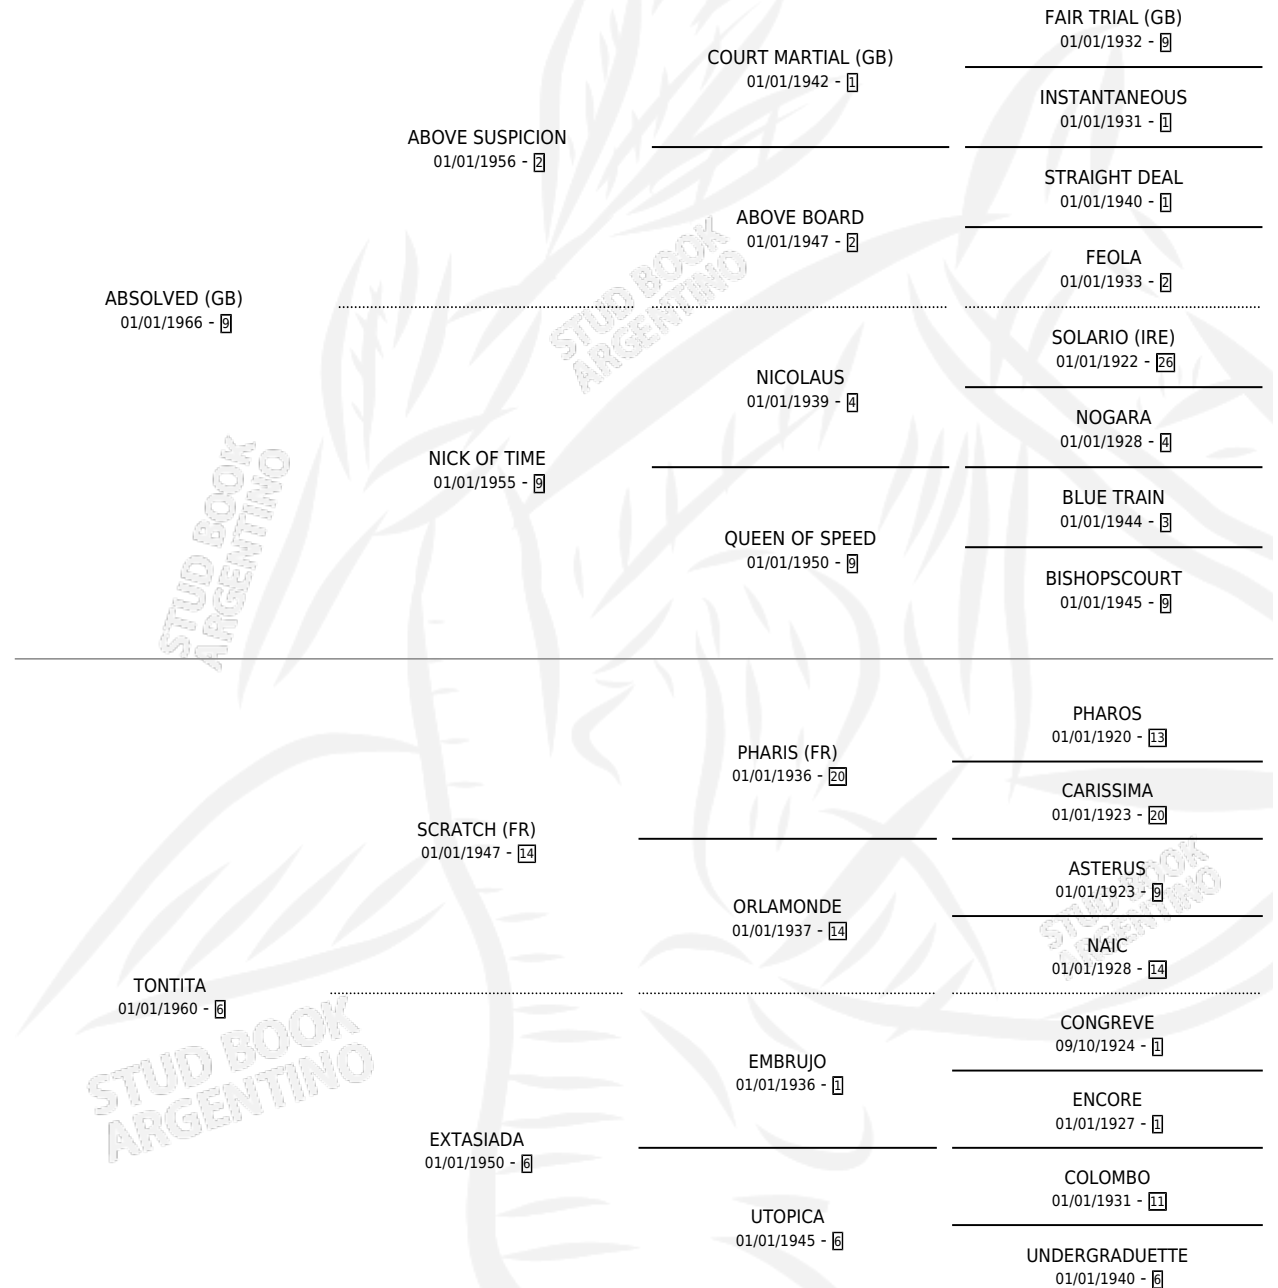 FAIR TRIAL (GB)
01/01/1932 - 9
COURT MARTIAL (GB)
01/01/1942 - 1
INSTANTANEOUS
01/01/1931 - 1
ABOVE SUSPICION
01/01/1956 - 2
STRAIGHT DEAL
01/01/1940 - 1
ABOVE BOARD
01/01/1947 - 2
FEOLA
01/01/1933 - 2
ABSOLVED (GB)
01/01/1966 - 9
SOLARIO (IRE)
01/01/1922 - 26
NICOLAUS
01/01/1939 - 4
NOGARA
01/01/1928 - 4
NICK OF TIME
01/01/1955 - 9
BLUE TRAIN
01/01/1944 - 3
QUEEN OF SPEED
01/01/1950 - 9
BISHOPSCOURT
01/01/1945 - 9
PHAROS
01/01/1920 - 13
PHARIS (FR)
01/01/1936 - 20
CARISSIMA
01/01/1923 - 20
SCRATCH (FR)
01/01/1947 - 14
ASTERUS
01/01/1923 - 9
ORLAMONDE
01/01/1937 - 14
NAIC
01/01/1928 - 14
TONTITA
01/01/1960 - 6
CONGREVE
09/10/1924 - 1
EMBRUJO
01/01/1936 - 1
ENCORE
01/01/1927 - 1
EXTASIADA
01/01/1950 - 6
COLOMBO
01/01/1931 - 11
UTOPICA
01/01/1945 - 6
UNDERGRADUETTE
01/01/1940 - 6
STUD BOOK
ARGENTINO
STUD BOOK
ARGENTINO
STUD BOOK
ARGENTINO
STUD BOOK
ARGENTINO